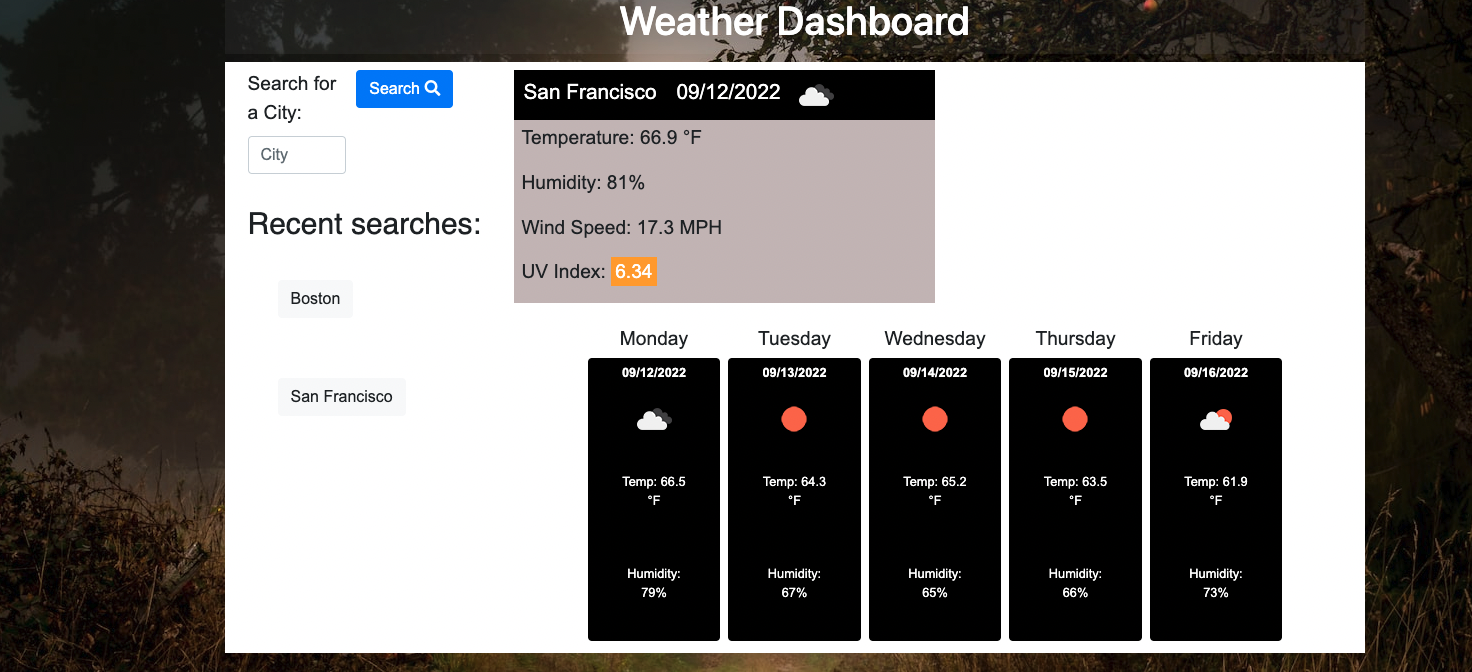 Weather Dashboard
Search for
a City:
Search
City
Recent searches:
Boston
San Francisco
San Francisco 09/12/2022
Temperature: 66.9 °F
Humidity: 81%
Wind Speed: 17.3 MPH
UV Index: 6.34
Monday
09/12/2022
Temp: 66.5
°F
Humidity:
79%
Tuesday
09/13/2022
Temp: 64.3
°F
Humidity:
67%
Wednesday
09/14/2022
Temp: 65.2
°F
Humidity:
65%
Thursday
09/15/2022
Temp: 63.5
°F
Humidity:
66%
Friday
09/16/2022
Temp: 61.9
°F
Humidity:
73%